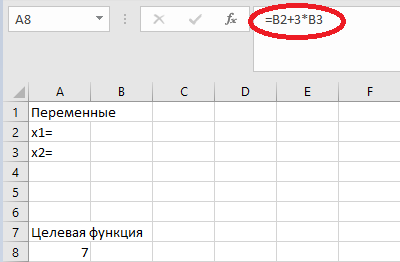 A8 fx =B2+3*B3
A B C D E F
1 Переменные
2 x1=
3 x2=
4
5
6
7 Целевая функция
8 7